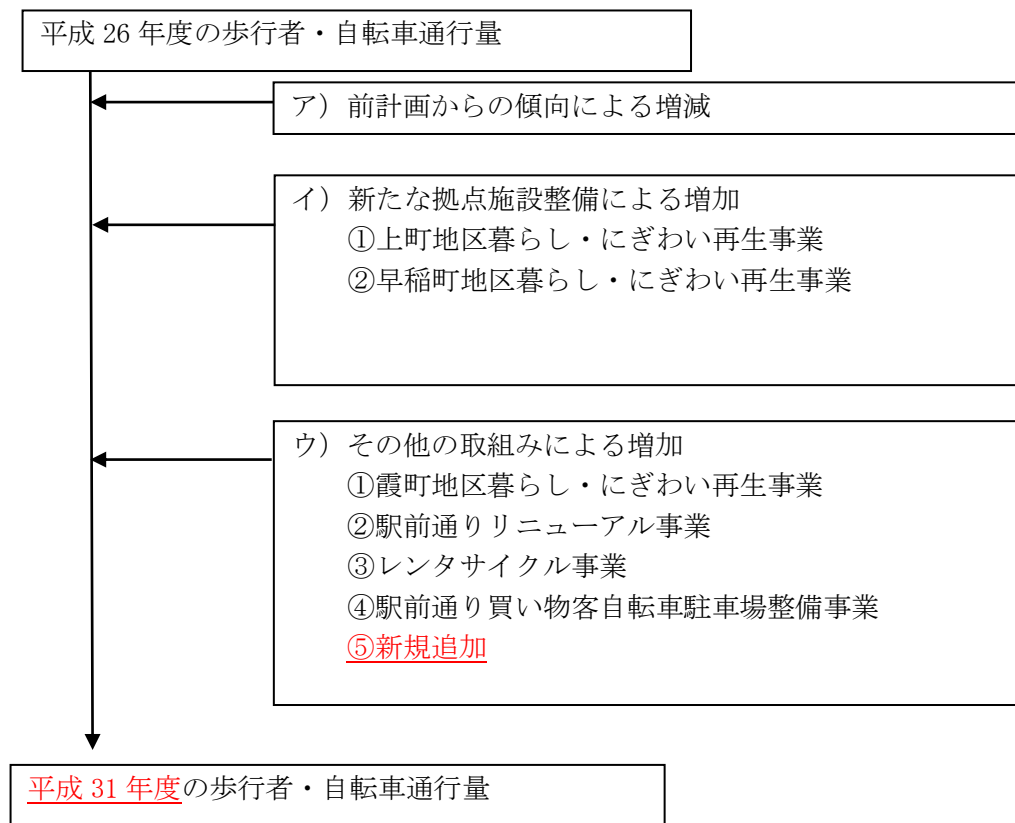 平成 26 年度の歩行者・自転車通行量
ア）前計画からの傾向による増減
イ）新たな拠点施設整備による増加
①上町地区暮らし・にぎわい再生事業
②早稲町地区暮らし・にぎわい再生事業
ウ）その他の取組みによる増加
①霞町地区暮らし・にぎわい再生事業
②駅前通りリニューアル事業
③レンタサイクル事業
④駅前通り買い物客自転車駐車場整備事業
⑤新規追加
平成 31 年度の歩行者・自転車通行量